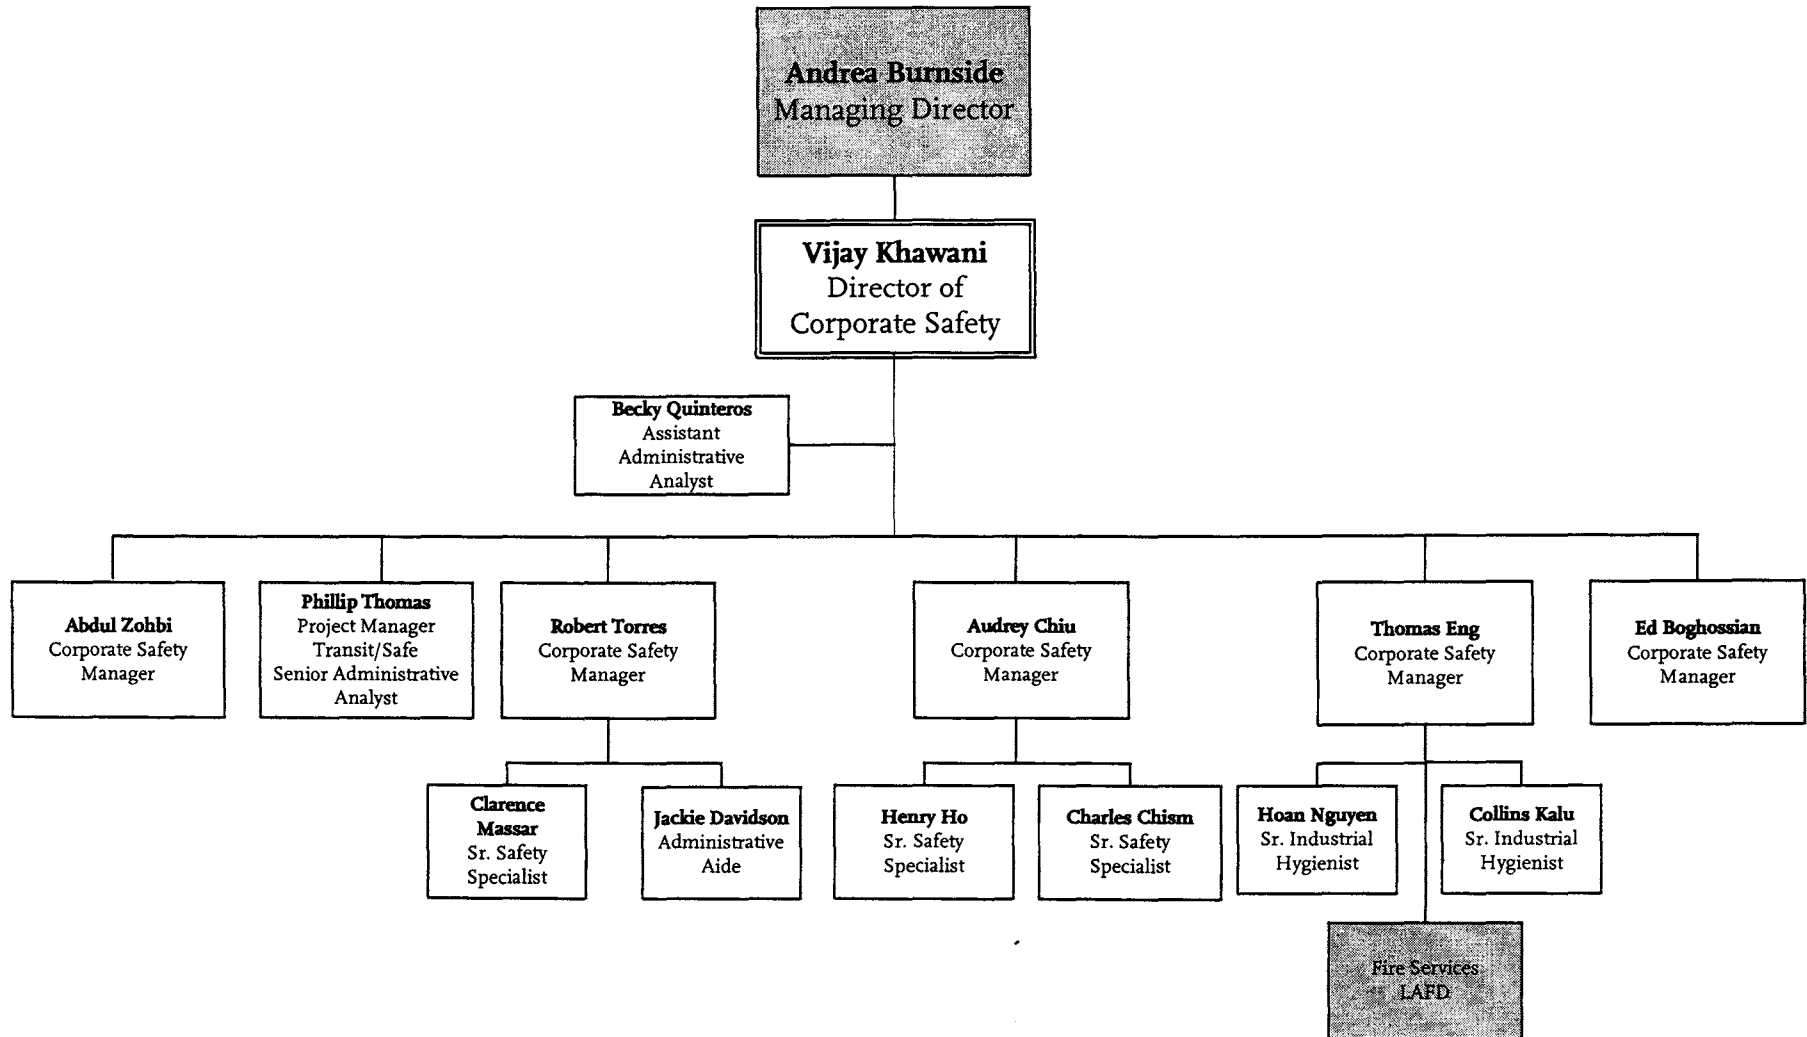 Andrea Burnside
Managing Director
Vijay Khawani
Director of
Corporate Safety
Becky Quinteros
Assistant
Administrative
Analyst
Abdul Zohbi
Corporate Safety
Manager
Phillip Thomas
Project Manager
Transit/Safe
Senior Administrative
Analyst
Robert Torres
Corporate Safety
Manager
Audrey Chiu
Corporate Safety
Manager
Thomas Eng
Corporate Safety
Manager
Ed Boghossian
Corporate Safety
Manager
Clarence
Massar
Sr. Safety
Specialist
Jackie Davidson
Administrative
Aide
Henry Ho
Sr. Safety
Specialist
Charles Chism
Sr. Safety
Specialist
Hoan Nguyen
Sr. Industrial
Hygienist
Collins Kalu
Sr. Industrial
Hygienist
Fire Services
LAFD